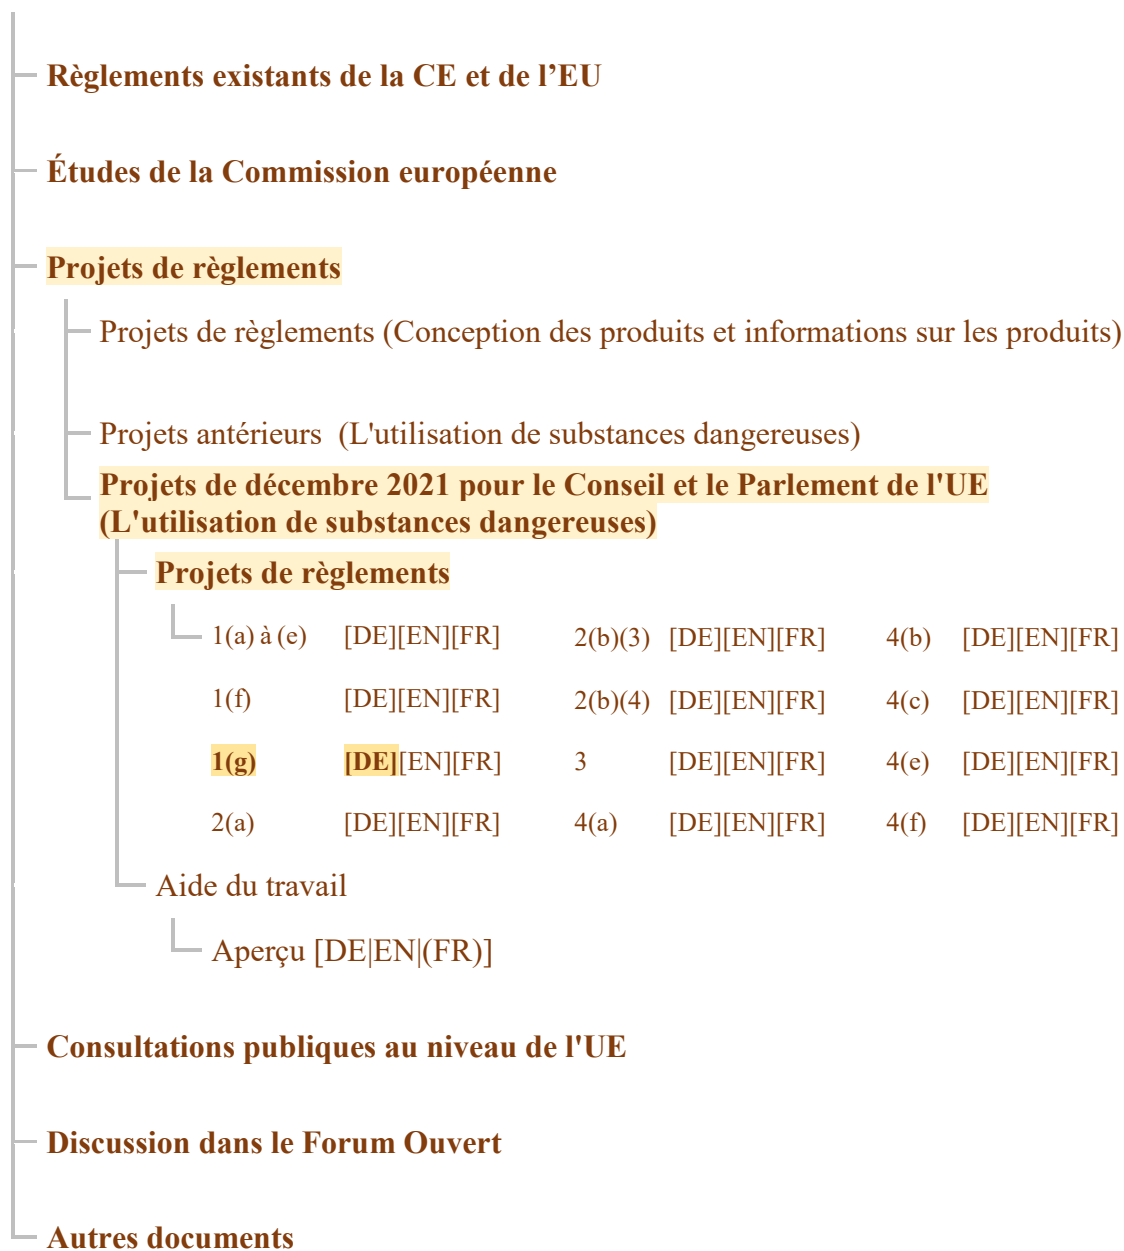 Règlements existants de la CE et de l’EU
Études de la Commission européenne
Projets de règlements
Projets de règlements (Conception des produits et informations sur les produits)
Projets antérieurs (L'utilisation de substances dangereuses)
Projets de décembre 2021 pour le Conseil et le Parlement de l'UE
(L'utilisation de substances dangereuses)
Projets de règlements
1(a) à (e) [DE][EN][FR] 2(b)(3) [DE][EN][FR] 4(b) [DE][EN][FR]
1(f) [DE][EN][FR] 2(b)(4) [DE][EN][FR] 4(c) [DE][EN][FR]
1(g) [DE][EN][FR] 3 [DE][EN][FR] 4(e) [DE][EN][FR]
2(a) [DE][EN][FR] 4(a) [DE][EN][FR] 4(f) [DE][EN][FR]
Aide du travail
Aperçu [DE|EN|(FR)]
Consultations publiques au niveau de l'UE
Discussion dans le Forum Ouvert
Autres documents